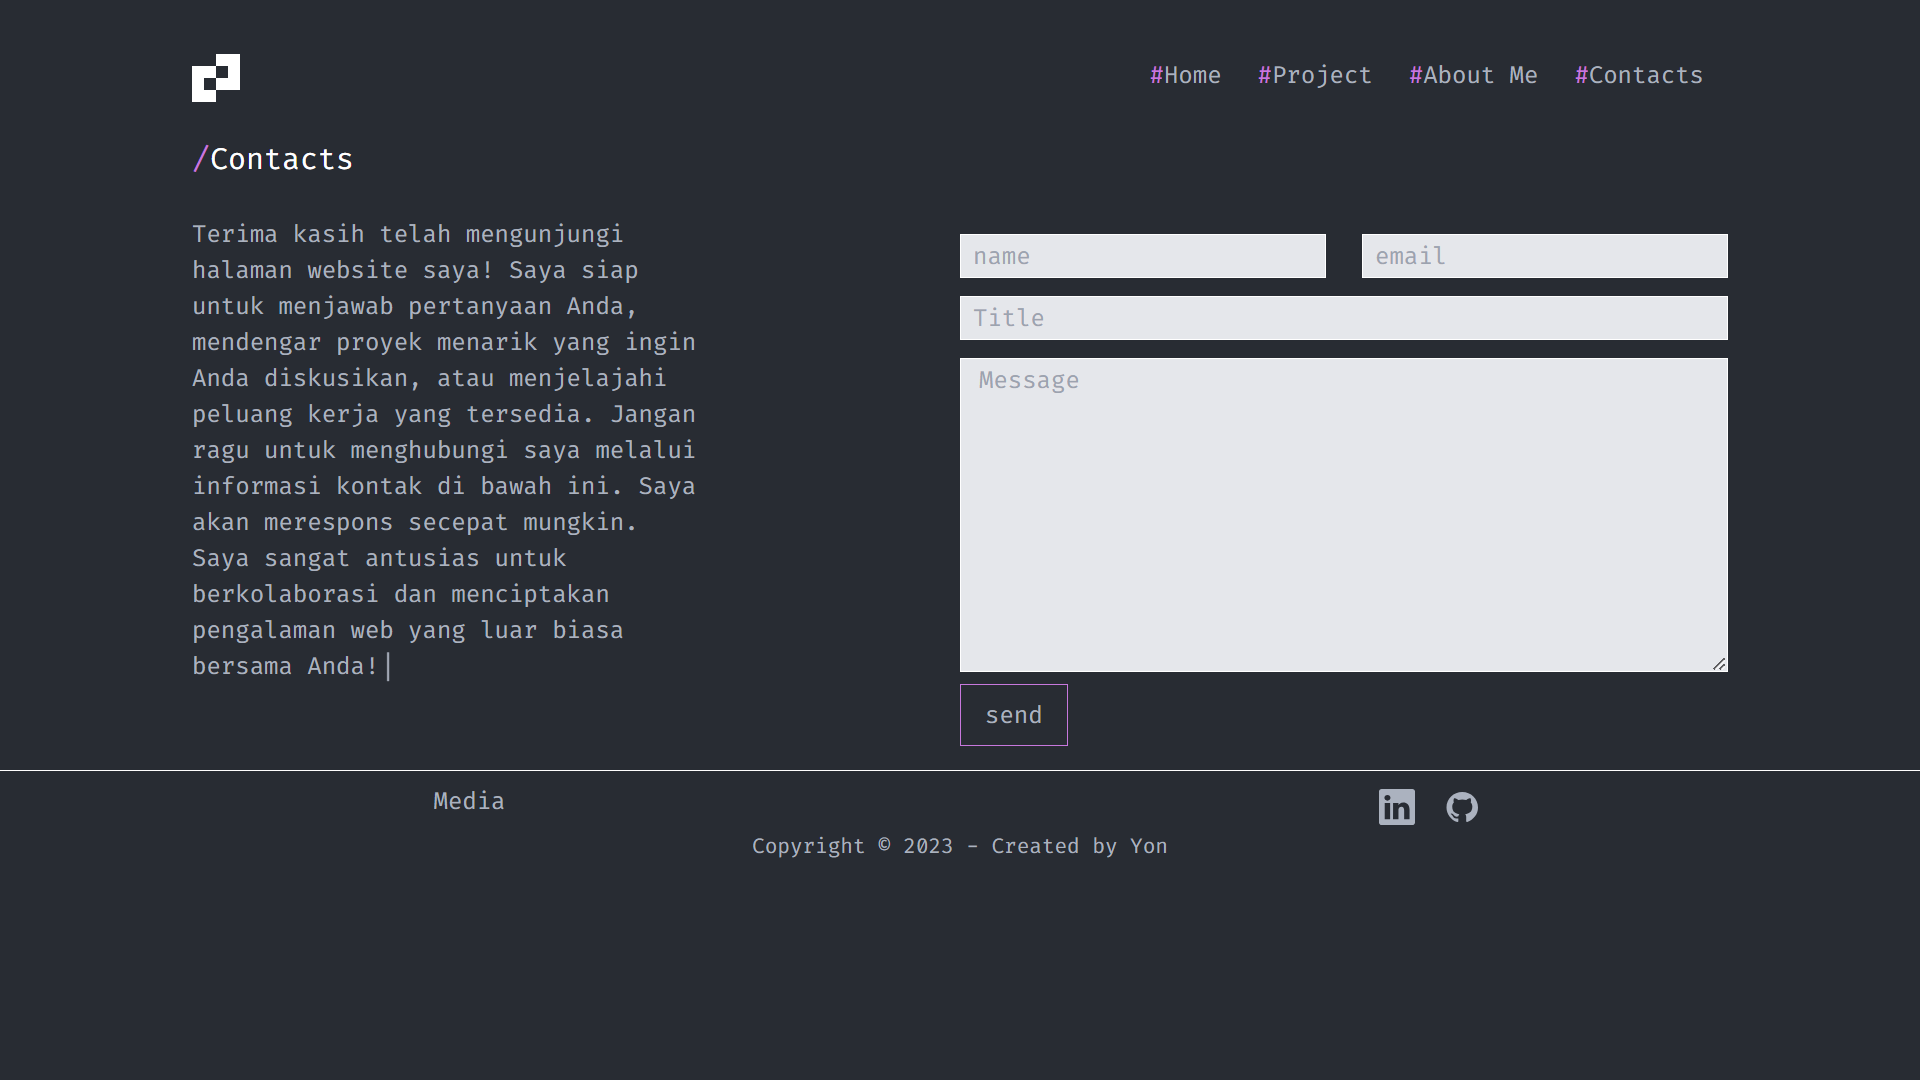 #Home #Project #About Me #Contacts
/Contacts
Terima kasih telah mengunjungi
halaman website saya! Saya siap
untuk menjawab pertanyaan Anda,
mendengar proyek menarik yang ingin
Anda diskusikan, atau menjelajahi
peluang kerja yang tersedia. Jangan
ragu untuk menghubungi saya melalui
informasi kontak di bawah ini. Saya
akan merespons secepat mungkin.
Saya sangat antusias untuk
berkolaborasi dan menciptakan
pengalaman web yang luar biasa
bersama Anda!|
name
email
Title
Message
send
Media
in
Copyright © 2023 - Created by Yon